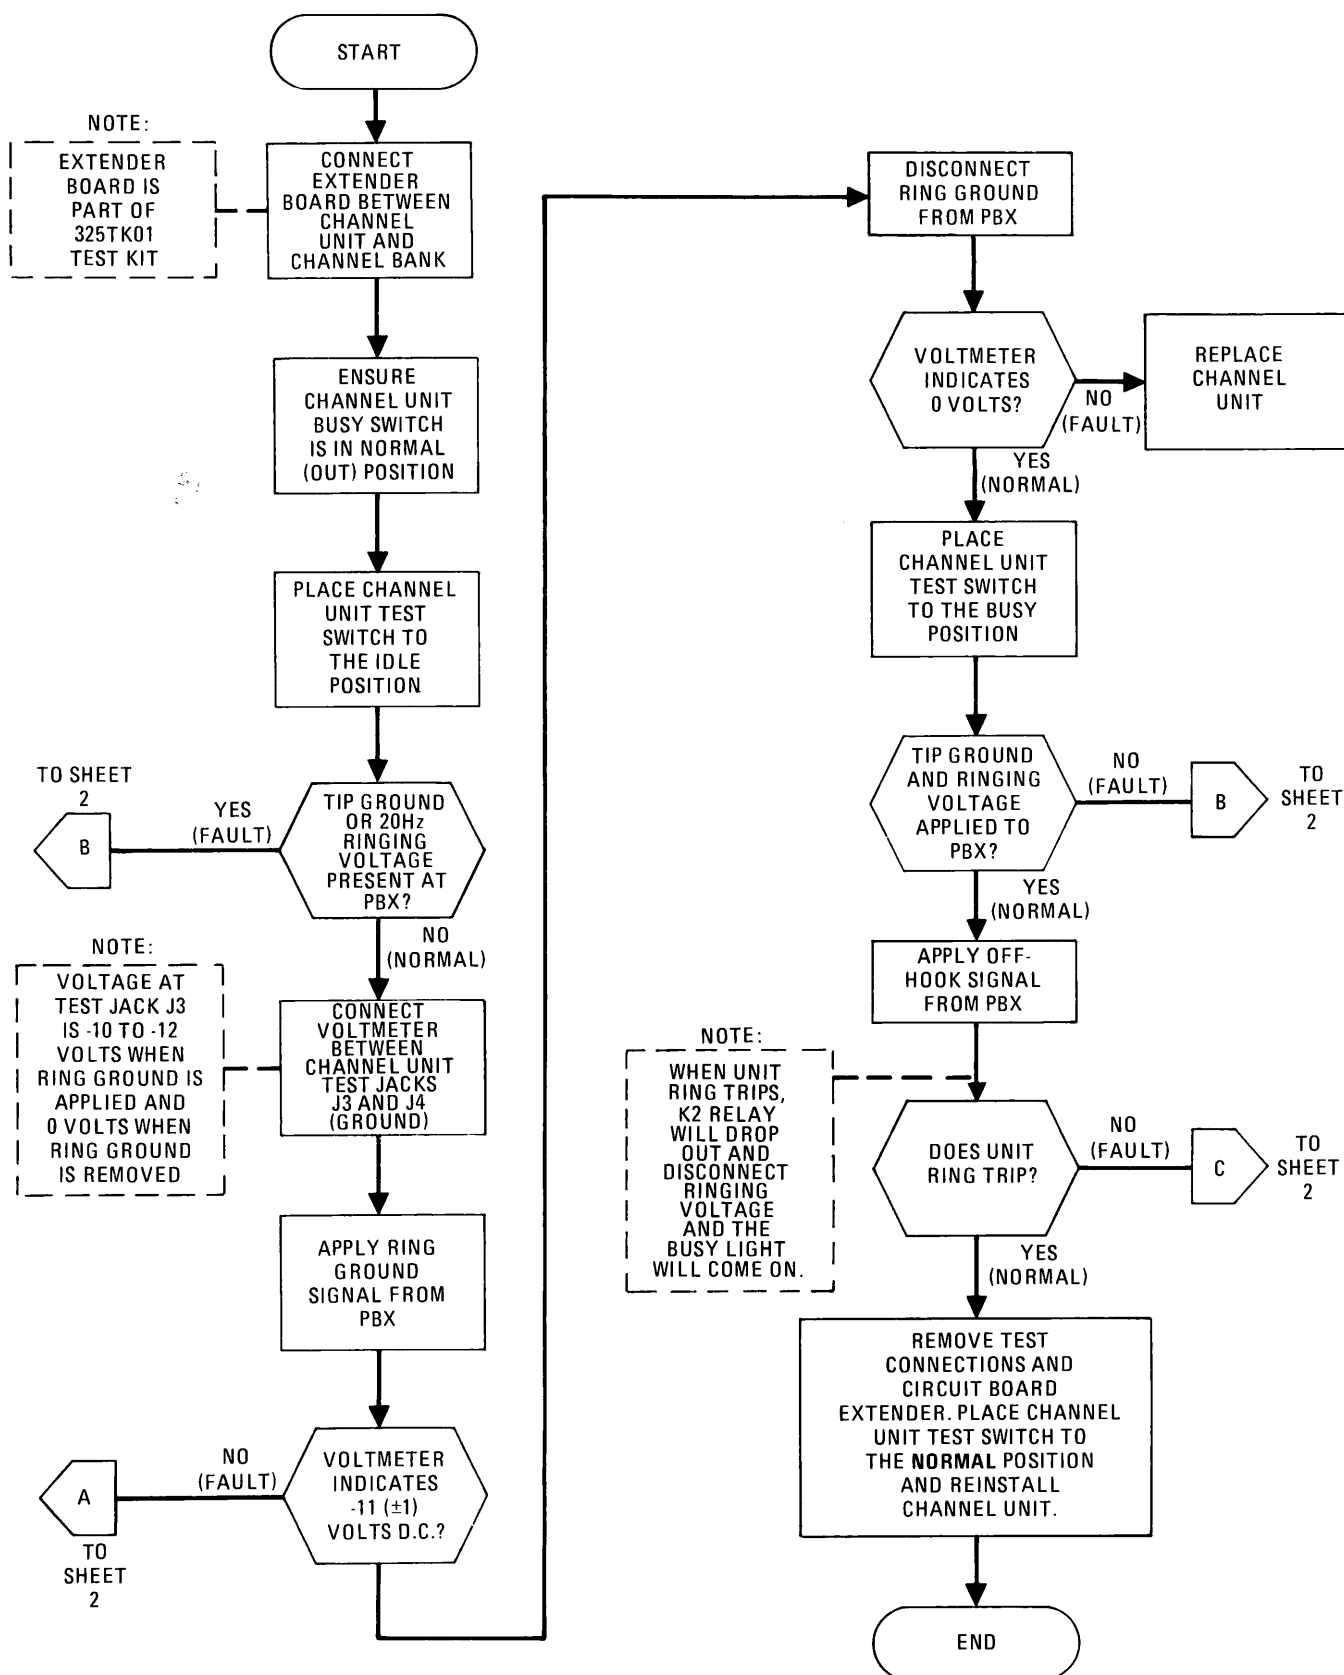 START
NOTE:
EXTENDER
BOARD IS
PART OF
325TK01
TEST KIT
CONNECT
EXTENDER
BOARD BETWEEN
CHANNEL
UNIT AND
CHANNEL BANK
ENSURE
CHANNEL UNIT
BUSY SWITCH
IS IN NORMAL
(OUT) POSITION
PLACE CHANNEL
UNIT TEST
SWITCH TO
THE IDLE
POSITION
TO SHEET
2
B
YES
(FAULT)
TIP GROUND
OR 20Hz
RINGING
VOLTAGE
PRESENT AT
PBX?
NO
(NORMAL)
NOTE:
VOLTAGE AT
TEST JACK J3
IS -10 TO -12
VOLTS WHEN
RING GROUND IS
APPLIED AND
0 VOLTS WHEN
RING GROUND
IS REMOVED
CONNECT
VOLTMETER
BETWEEN
CHANNEL UNIT
TEST JACKS
J3 AND J4
(GROUND)
APPLY RING
GROUND
SIGNAL FROM
PBX
NO
(FAULT)
A
TO
SHEET
2
VOLTMETER
INDICATES
-11 (±1)
VOLTS D.C.?
DISCONNECT
RING GROUND
FROM PBX
VOLTMETER
INDICATES
0 VOLTS?
NO
(FAULT)
REPLACE
CHANNEL
UNIT
YES
(NORMAL)
PLACE
CHANNEL UNIT
TEST SWITCH
TO THE BUSY
POSITION
TIP GROUND
AND RINGING
VOLTAGE
APPLIED TO
PBX?
NO
(FAULT)
B
TO
SHEET
2
YES
(NORMAL)
APPLY OFF-
HOOK SIGNAL
FROM PBX
NOTE:
WHEN UNIT
RING TRIPS,
K2 RELAY
WILL DROP
OUT AND
DISCONNECT
RINGING
VOLTAGE
AND THE
BUSY LIGHT
WILL COME ON.
DOES UNIT
RING TRIP?
NO
(FAULT)
C
TO
SHEET
2
YES
(NORMAL)
REMOVE TEST
CONNECTIONS AND
CIRCUIT BOARD
EXTENDER. PLACE CHANNEL
UNIT TEST SWITCH TO
THE NORMAL POSITION
AND REINSTALL
CHANNEL UNIT.
END